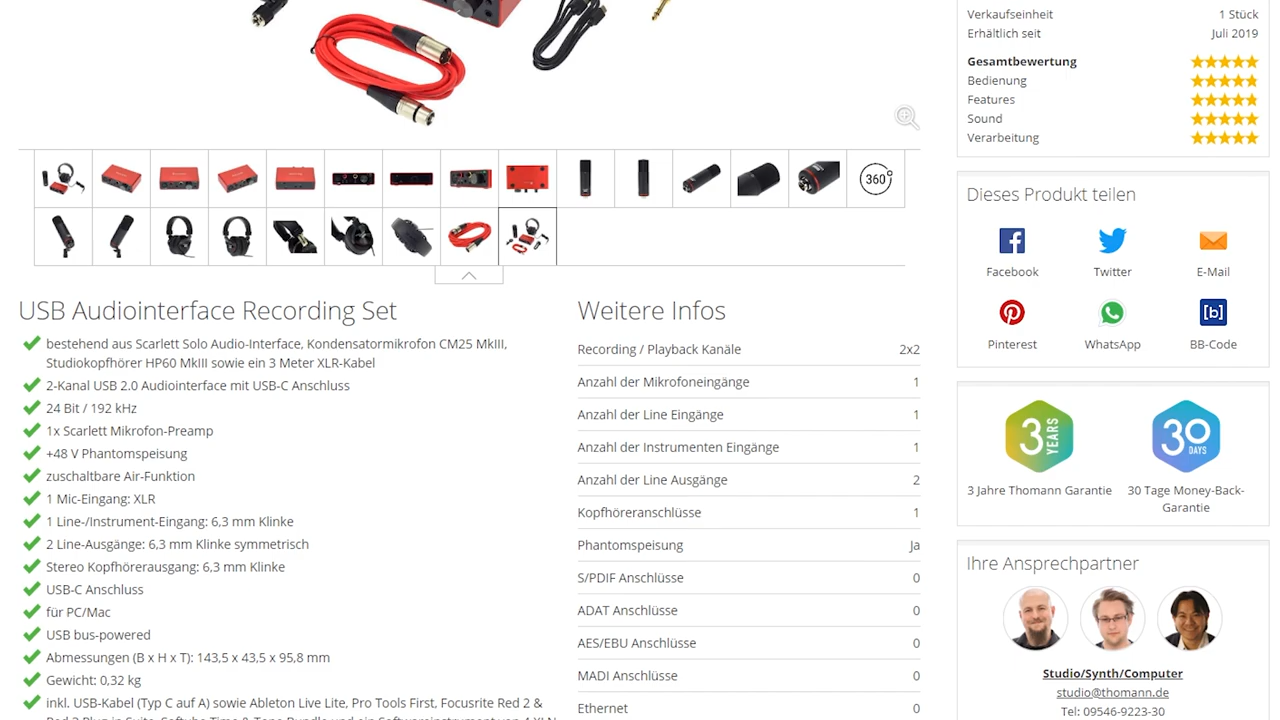 Verkaufseinheit 1 Stück
Erhältlich seit Juli 2019
Gesamtbewertung
Bedienung
Features
Sound
Verarbeitung
360°
Dieses Produkt teilen
Facebook Twitter E-Mail
[b]
Pinterest WhatsApp BB-Code
USB Audiointerface Recording Set
bestehend aus Scarlett Solo Audio-Interface, Kondensatormikrofon CM25 MkIII,
Studiokopfhörer HP60 MkIII sowie ein 3 Meter XLR-Kabel
2-Kanal USB 2.0 Audiointerface mit USB-C Anschluss
24 Bit / 192 kHz
1x Scarlett Mikrofon-Preamp
+48 V Phantomspeisung
zuschaltbare Air-Funktion
1 Mic-Eingang: XLR
1 Line-/Instrument-Eingang: 6,3 mm Klinke
2 Line-Ausgänge: 6,3 mm Klinke symmetrisch
Stereo Kopfhörerausgang: 6,3 mm Klinke
USB-C Anschluss
für PC/Mac
USB bus-powered
Abmessungen (B x H x T): 143,5 x 43,5 x 95,8 mm
Gewicht: 0,32 kg
inkl. USB-Kabel (Typ C auf A) sowie Ableton Live Lite, Pro Tools First, Focusrite Red 2 &
Weitere Infos
Recording / Playback Kanäle 2x2
Anzahl der Mikrofoneingänge 1
Anzahl der Line Eingänge 1
Anzahl der Instrumenten Eingänge 1
Anzahl der Line Ausgänge 2
Kopfhöreranschlüsse 1
Phantomspeisung Ja
S/PDIF Anschlüsse 0
ADAT Anschlüsse 0
AES/EBU Anschlüsse 0
MADI Anschlüsse 0
Ethernet 0
3 YEARS 30 DAYS
3 Jahre Thomann Garantie
30 Tage Money-Back-
Garantie
Ihre Ansprechpartner
Studio/Synth/Computer
studio@thomann.de
Tel: 09546-9223-30